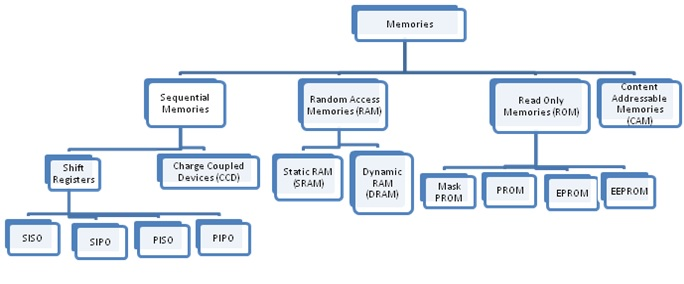 Memories
Sequential
Memories
Random Access
Memories (RAM)
Read Only
Memories (ROM)
Content
Addressable
Memories
(CAM)
Shift
Registers
Charge Coupled
Devices (CCD)
Static RAM
(SRAM)
Dynamic
RAM
(DRAM)
Mask
PROM
PROM
EPROM
EEPROM
SISO
SIPO
PISO
PIPO